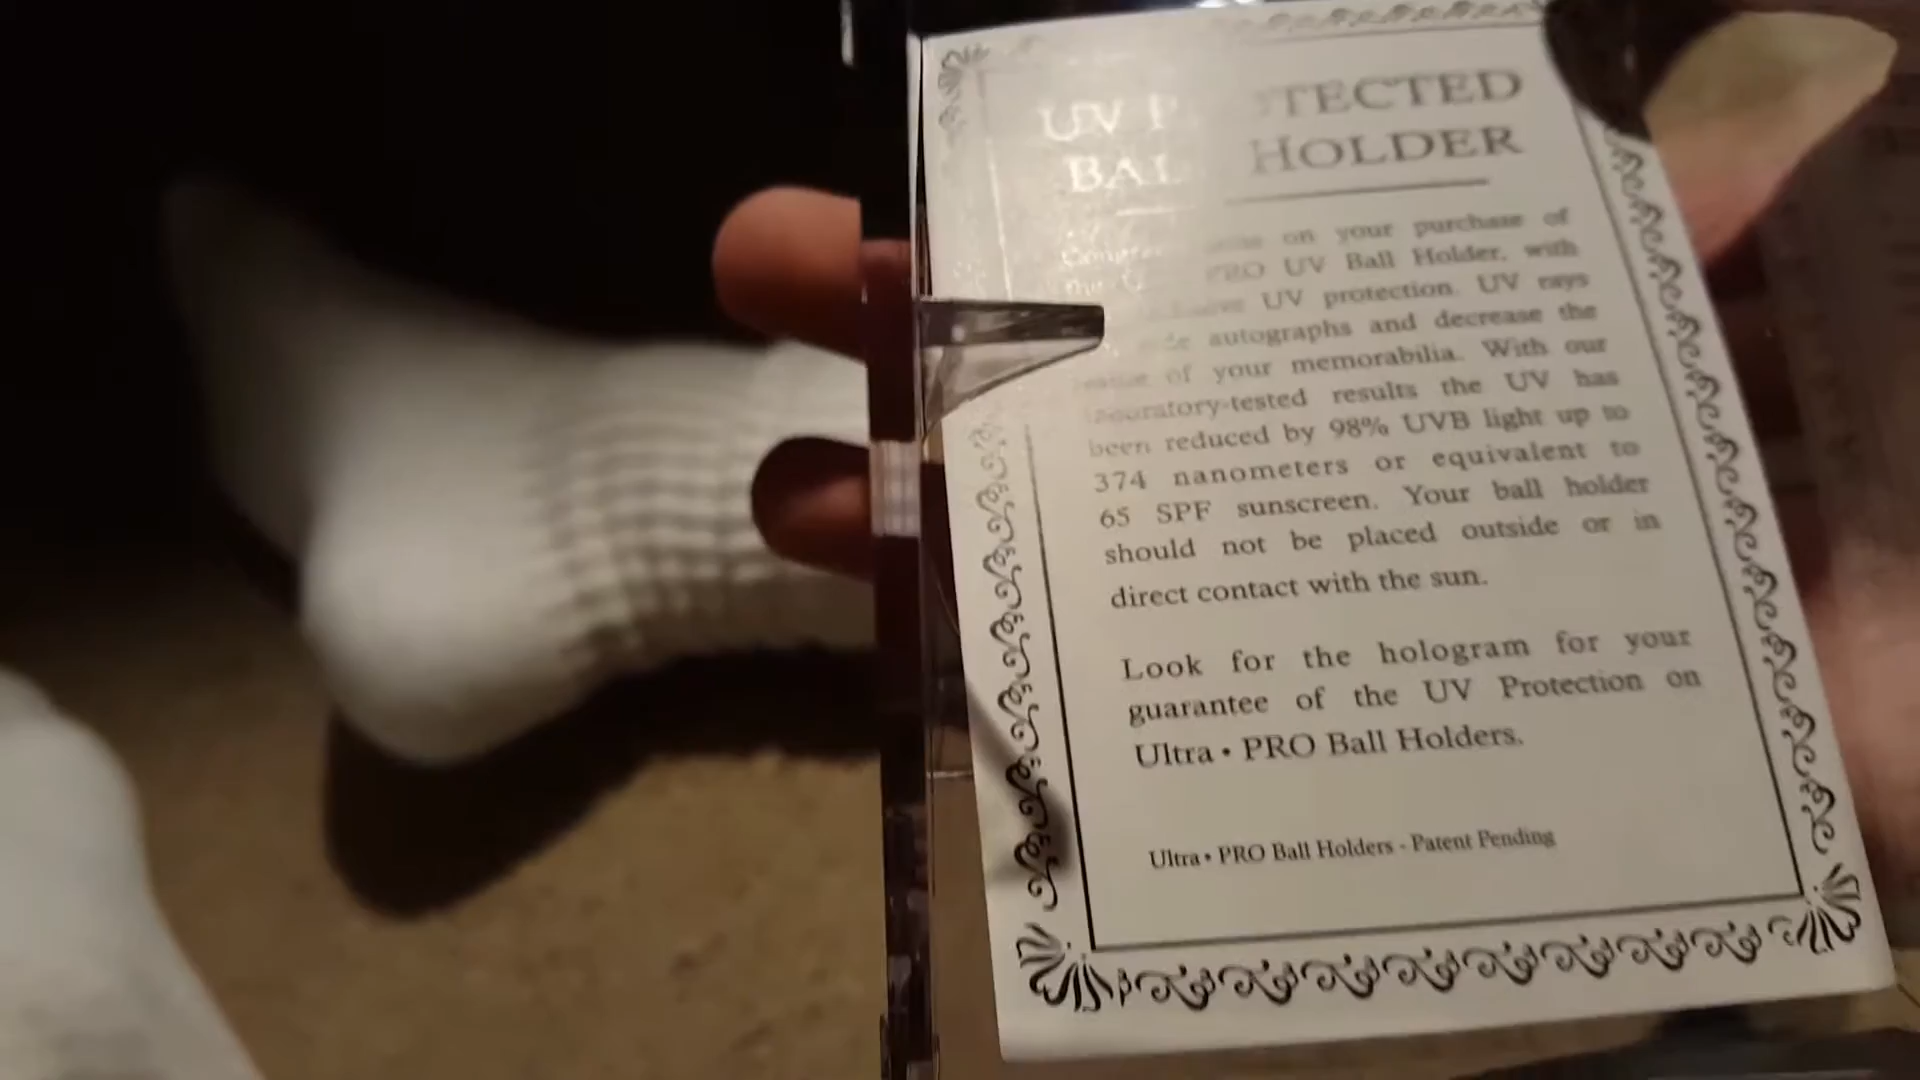 UV P TECTED
BAL HOLDER
on your purchase of
PRO UV Ball Holder, with
UV protection. UV rays
autographs and decrease the
of your memorabilia. With our
laboratory-tested results the UV has
been reduced by 98% UVB light up to
374 nanometers or equivalent to
65 SPF sunscreen. Your ball holder
should not be placed outside or in
direct contact with the sun.
Look for the hologram for your
guarantee of the UV Protection on
Ultra • PRO Ball Holders.
Ultra • PRO Ball Holders - Patent Pending